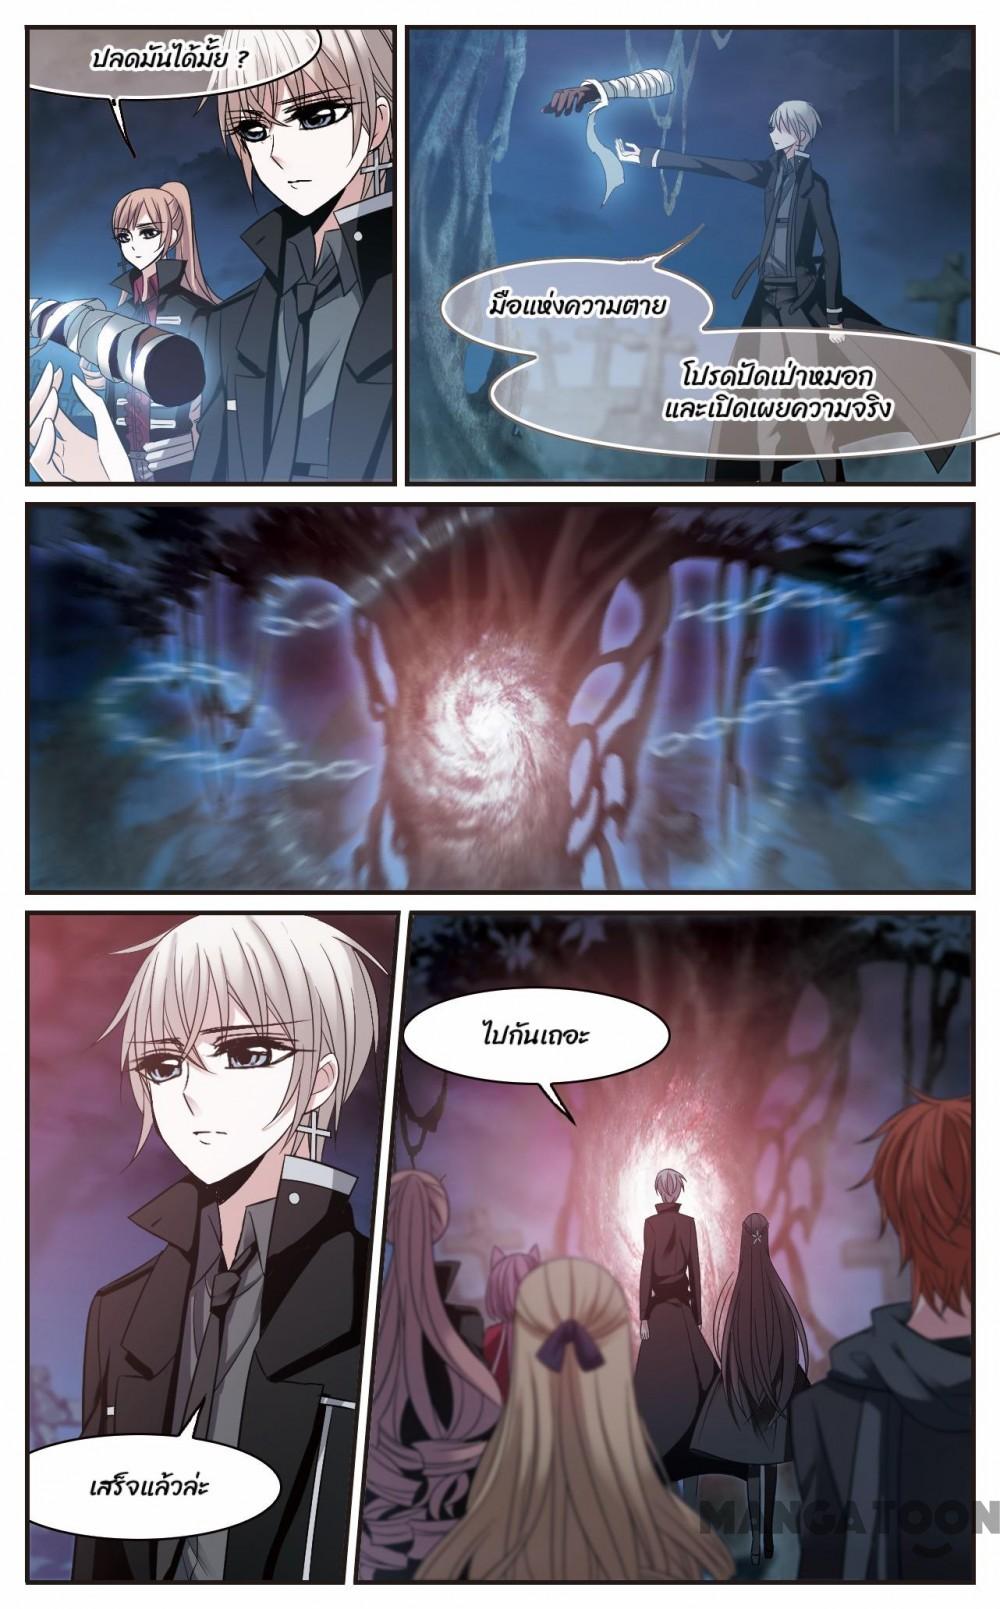 ปลดมันได้มั้ย ?
มือแห่งความตาย
โปรดปัดเป่าหมอก
และเปิดเผยความจริง
ไปกันเถอะ
เสร็จแล้วล่ะ
MANGATOON